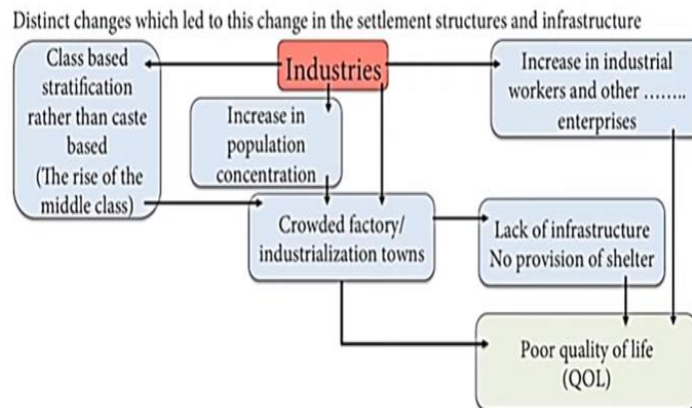 Distinct changes which led to this change in the settlement structures and infrastructure
Class based
stratification
rather than caste
based
(The rise of the
middle class)
Industries
Increase in industrial
workers and other ........
enterprises
Increase in
population
concentration
Crowded factory/
industrialization towns
Lack of infrastructure
No provision of shelter
Poor quality of life
(QOL)